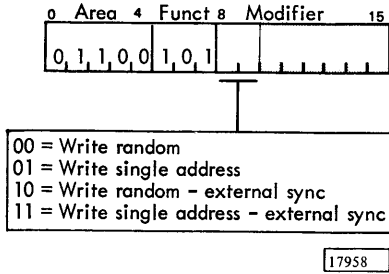 0 Area 4 Funct 8 Modifier 15
0 1 1 0 0 1 0 1
00 = Write random
01 = Write single address
10 = Write random - external sync
11 = Write single address - external sync
17958